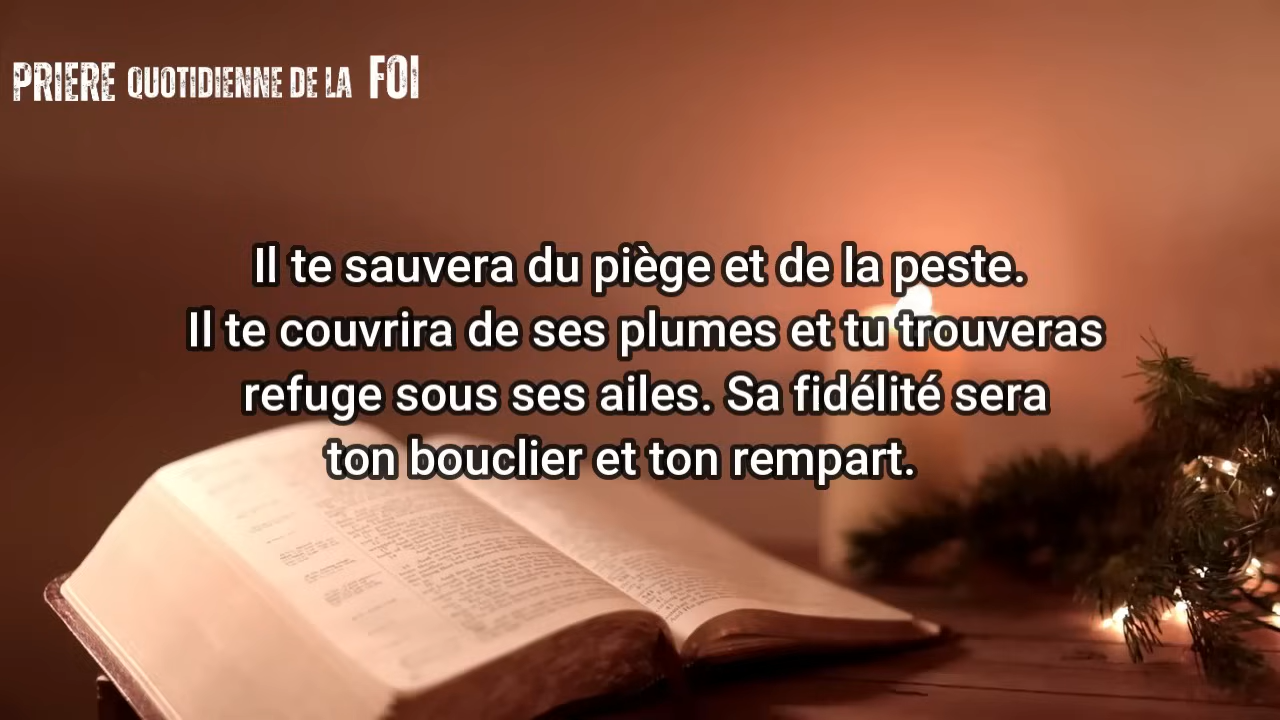 PRIERE QUOTIDIENNE DE LA FOI
Il te sauvera du piège et de la peste.
Il te couvrira de ses plumes et tu trouveras
refuge sous ses ailes. Sa fidélité sera
ton bouclier et ton rempart.